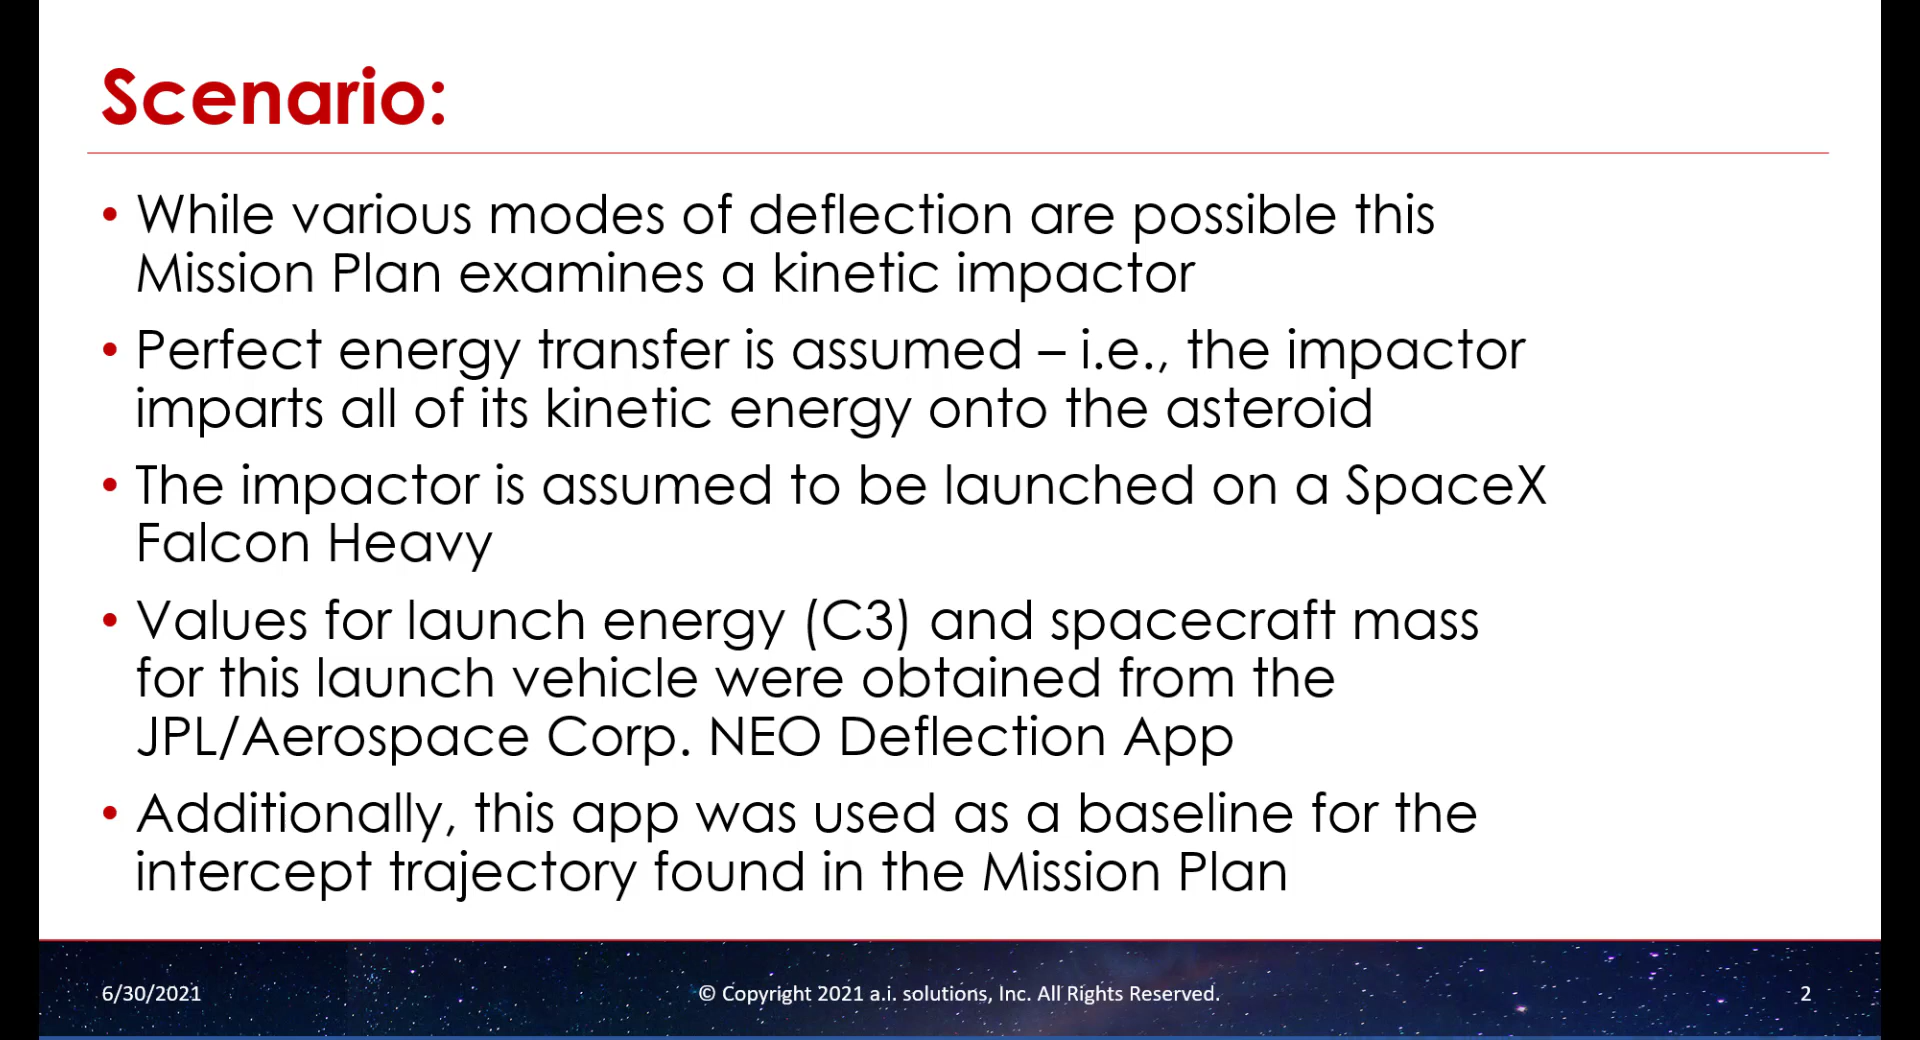 Scenario:
• While various modes of deflection are possible this
Mission Plan examines a kinetic impactor
• Perfect energy transfer is assumed – i.e., the impactor
imparts all of its kinetic energy onto the asteroid
• The impactor is assumed to be launched on a SpaceX
Falcon Heavy
• Values for launch energy (C3) and spacecraft mass
for this launch vehicle were obtained from the
JPL/Aerospace Corp. NEO Deflection App
• Additionally, this app was used as a baseline for the
intercept trajectory found in the Mission Plan
6/30/2021
© Copyright 2021 a.i. solutions, Inc. All Rights Reserved.
2